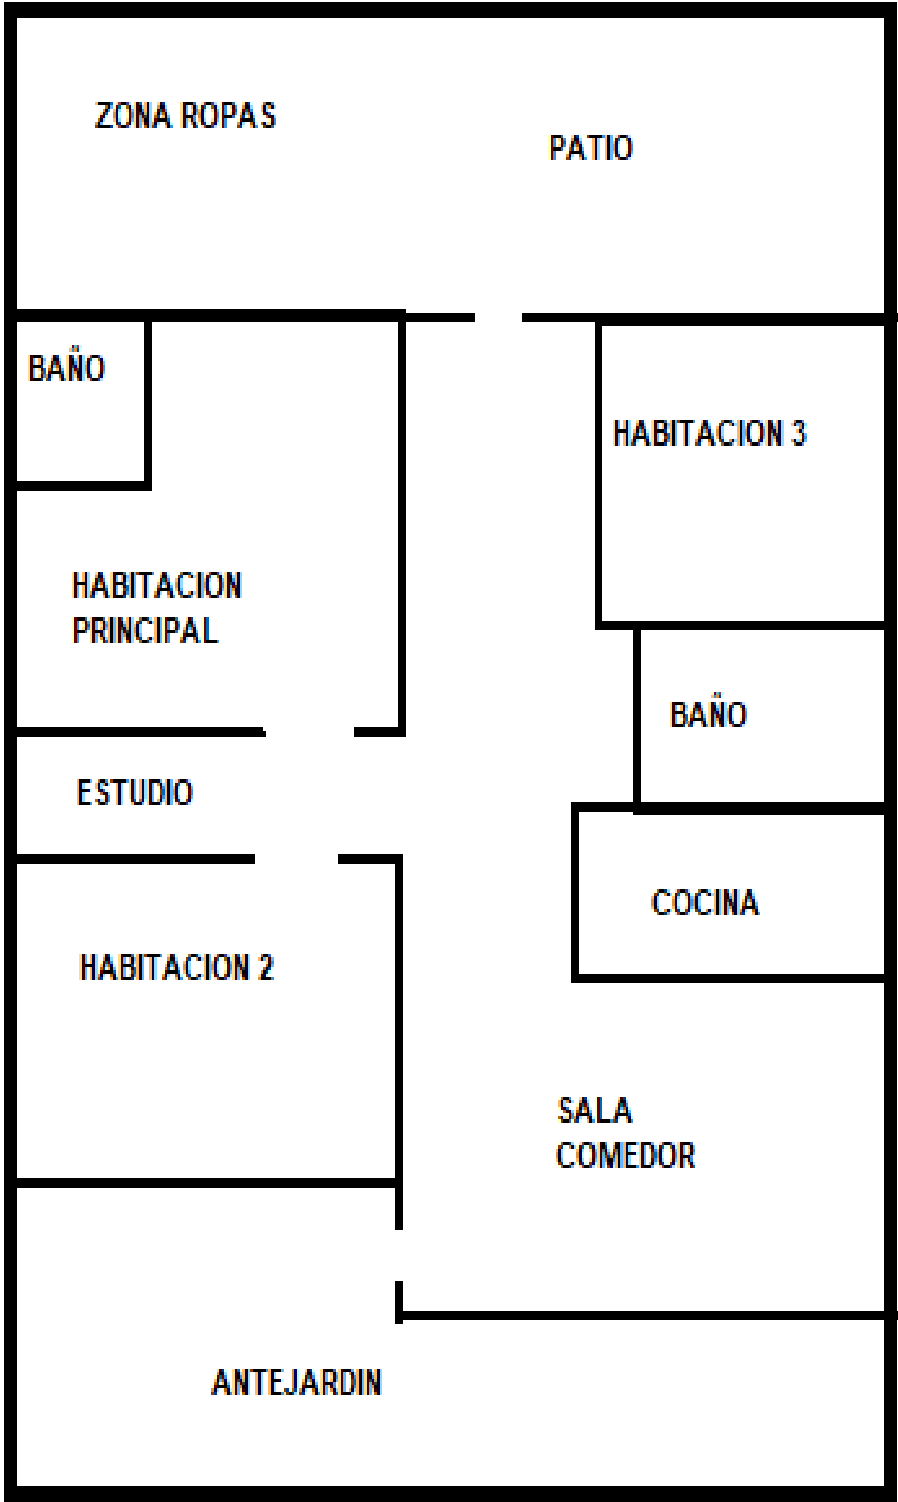 ZONA ROPAS
PATIO
BAÑO
HABITACION 3
HABITACION
PRINCIPAL
BAÑO
ESTUDIO
COCINA
HABITACION 2
SALA
COMEDOR
ANTEJARDIN